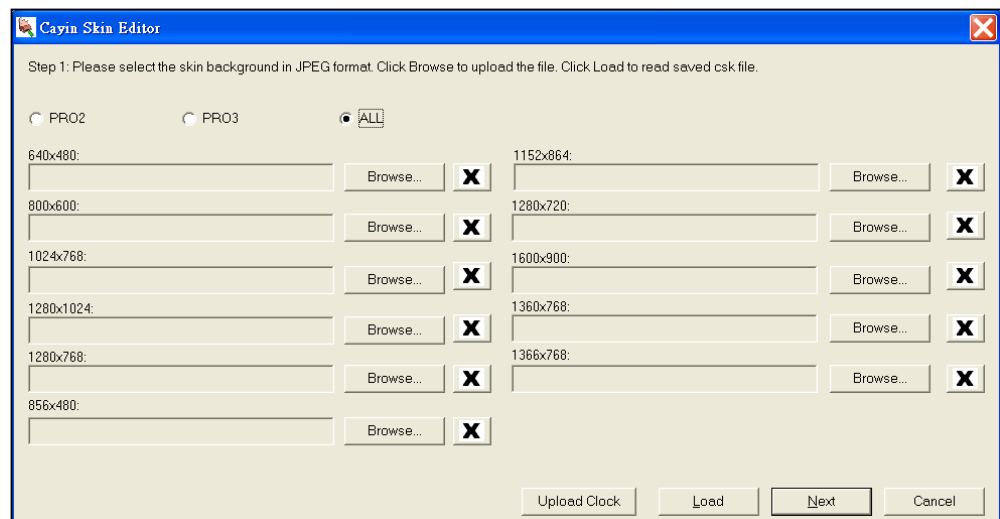 Cayin Skin Editor
Step 1: Please select the skin background in JPEG format. Click Browse to upload the file. Click Load to read saved csk file.
PRO2 PRO3 ALL
640x480: 1152x864:
Browse... X Browse... X
800x600: 1280x720:
Browse... X Browse... X
1024x768: 1600x900:
Browse... X Browse... X
1280x1024: 1360x768:
Browse... X Browse... X
1280x768: 1366x768:
Browse... X Browse... X
856x480:
Browse... X
Upload Clock Load Next Cancel